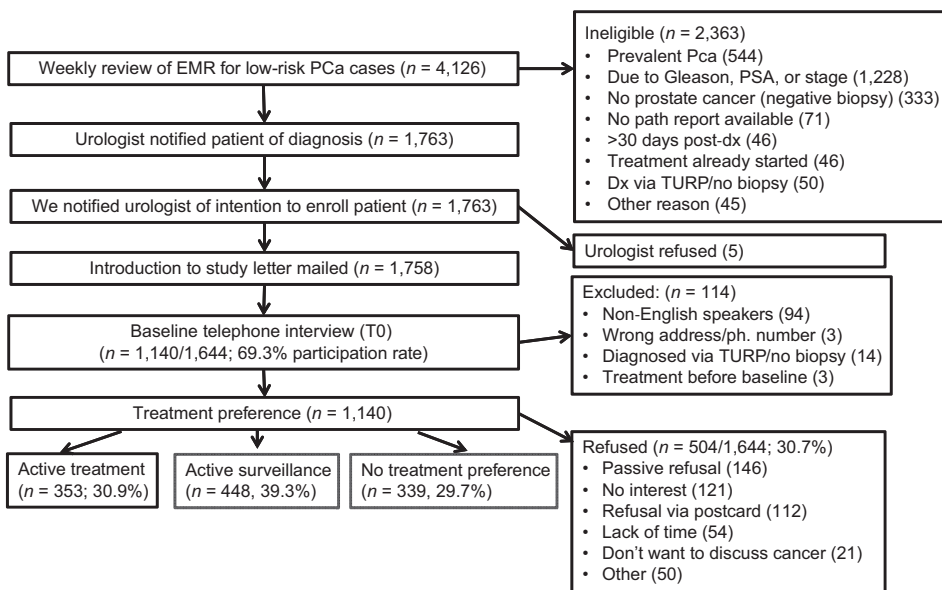 Weekly review of EMR for low-risk PCa cases (n = 4,126)
Ineligible (n = 2,363)
• Prevalent Pca (544)
• Due to Gleason, PSA, or stage (1,228)
• No prostate cancer (negative biopsy) (333)
• No path report available (71)
• >30 days post-dx (46)
• Treatment already started (46)
• Dx via TURP/no biopsy (50)
• Other reason (45)
Urologist notified patient of diagnosis (n = 1,763)
We notified urologist of intention to enroll patient (n = 1,763)
Urologist refused (5)
Introduction to study letter mailed (n = 1,758)
Excluded: (n = 114)
• Non-English speakers (94)
• Wrong address/ph. number (3)
• Diagnosed via TURP/no biopsy (14)
• Treatment before baseline (3)
Baseline telephone interview (T0)
(n = 1,140/1,644; 69.3% participation rate)
Treatment preference (n = 1,140)
Refused (n = 504/1,644; 30.7%)
• Passive refusal (146)
• No interest (121)
• Refusal via postcard (112)
• Lack of time (54)
• Don't want to discuss cancer (21)
• Other (50)
Active treatment
(n = 353; 30.9%)
Active surveillance
(n = 448, 39.3%)
No treatment preference
(n = 339, 29.7%)